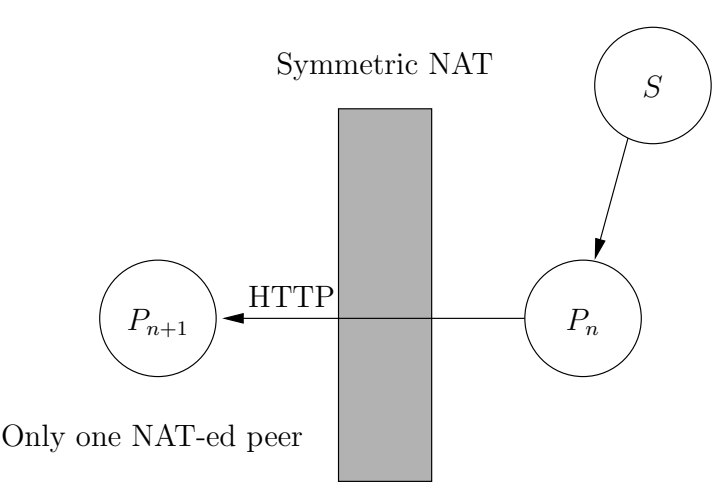 Symmetric NAT
S
HTTP
P_{n+1}
P_n
Only one NAT-ed peer